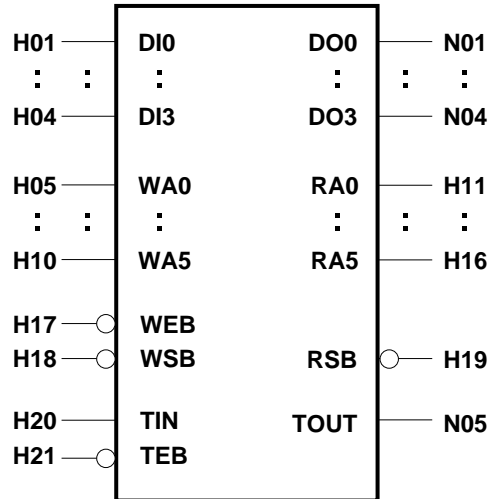 H01 DI0 DO0 N01
: : : : : :
H04 DI3 DO3 N04
H05 WA0 RA0 H11
: : : : : :
H10 WA5 RA5 H16
H17 WEB
H18 WSB RSB H19
H20 TIN TOUT N05
H21 TEB